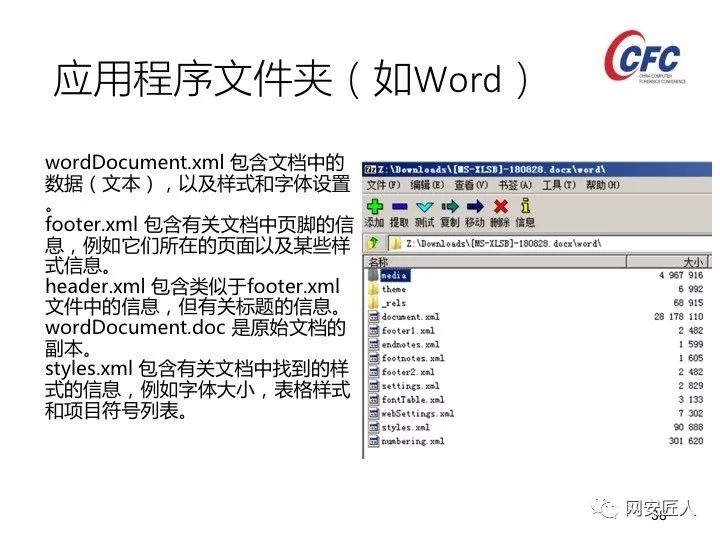 应用程序文件夹（如Word）
CFC
CHINA COMPUTER
FORENSICS CONFERENCE
wordDocument.xml 包含文档中的
数据（文本），以及样式和字体设置
。
footer.xml 包含有关文档中页脚的信
息，例如它们所在的页面以及某些样
式信息。
header.xml 包含类似于footer.xml
文件中的信息，但有关标题的信息。
wordDocument.doc 是原始文档的
副本。
styles.xml 包含有关文档中找到的样
式的信息，例如字体大小，表格样式
和项目符号列表。
Z:\Downloads\[MS-XLSB]-180828.docx\word\
文件(F) 编辑(E) 查看(V) 书签(A) 工具(T) 帮助(H)
添加 提取 测试 复制 移动 删除 信息
Z:\Downloads\[MS-XLSB]-180828.docx\word\
名称 大小
media 4 967 916
theme 6 992
_rels 68 915
document.xml 28 178 110
footer1.xml 2 482
endnotes.xml 1 599
footnotes.xml 1 605
footer2.xml 2 482
settings.xml 2 829
fontTable.xml 3 133
webSettings.xml 7 302
styles.xml 90 888
numbering.xml 301 620
网安匠人